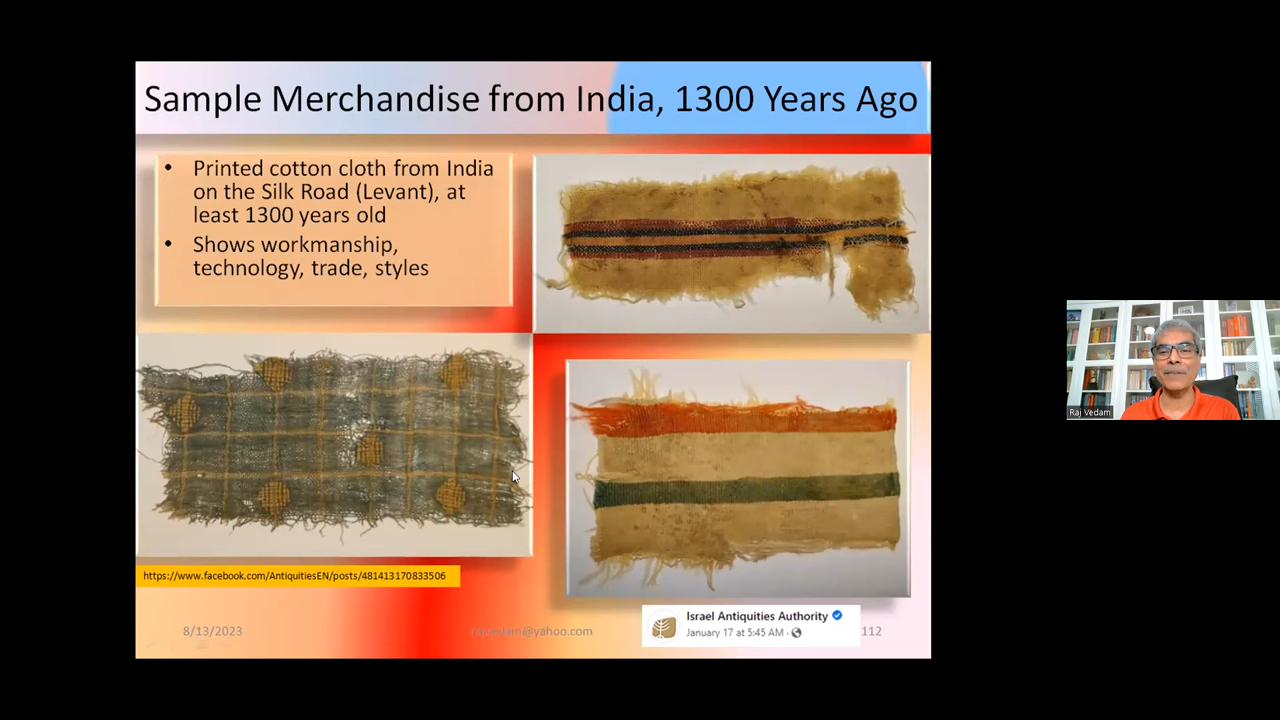 Sample Merchandise from India, 1300 Years Ago
• Printed cotton cloth from India
on the Silk Road (Levant), at
least 1300 years old
• Shows workmanship,
technology, trade, styles
https://www.facebook.com/AntiquitiesEN/posts/481413170833506
8/13/2023
@yahoo.com
Israel Antiquities Authority
January 17 at 5:45 AM ·
112
Raj Vedam